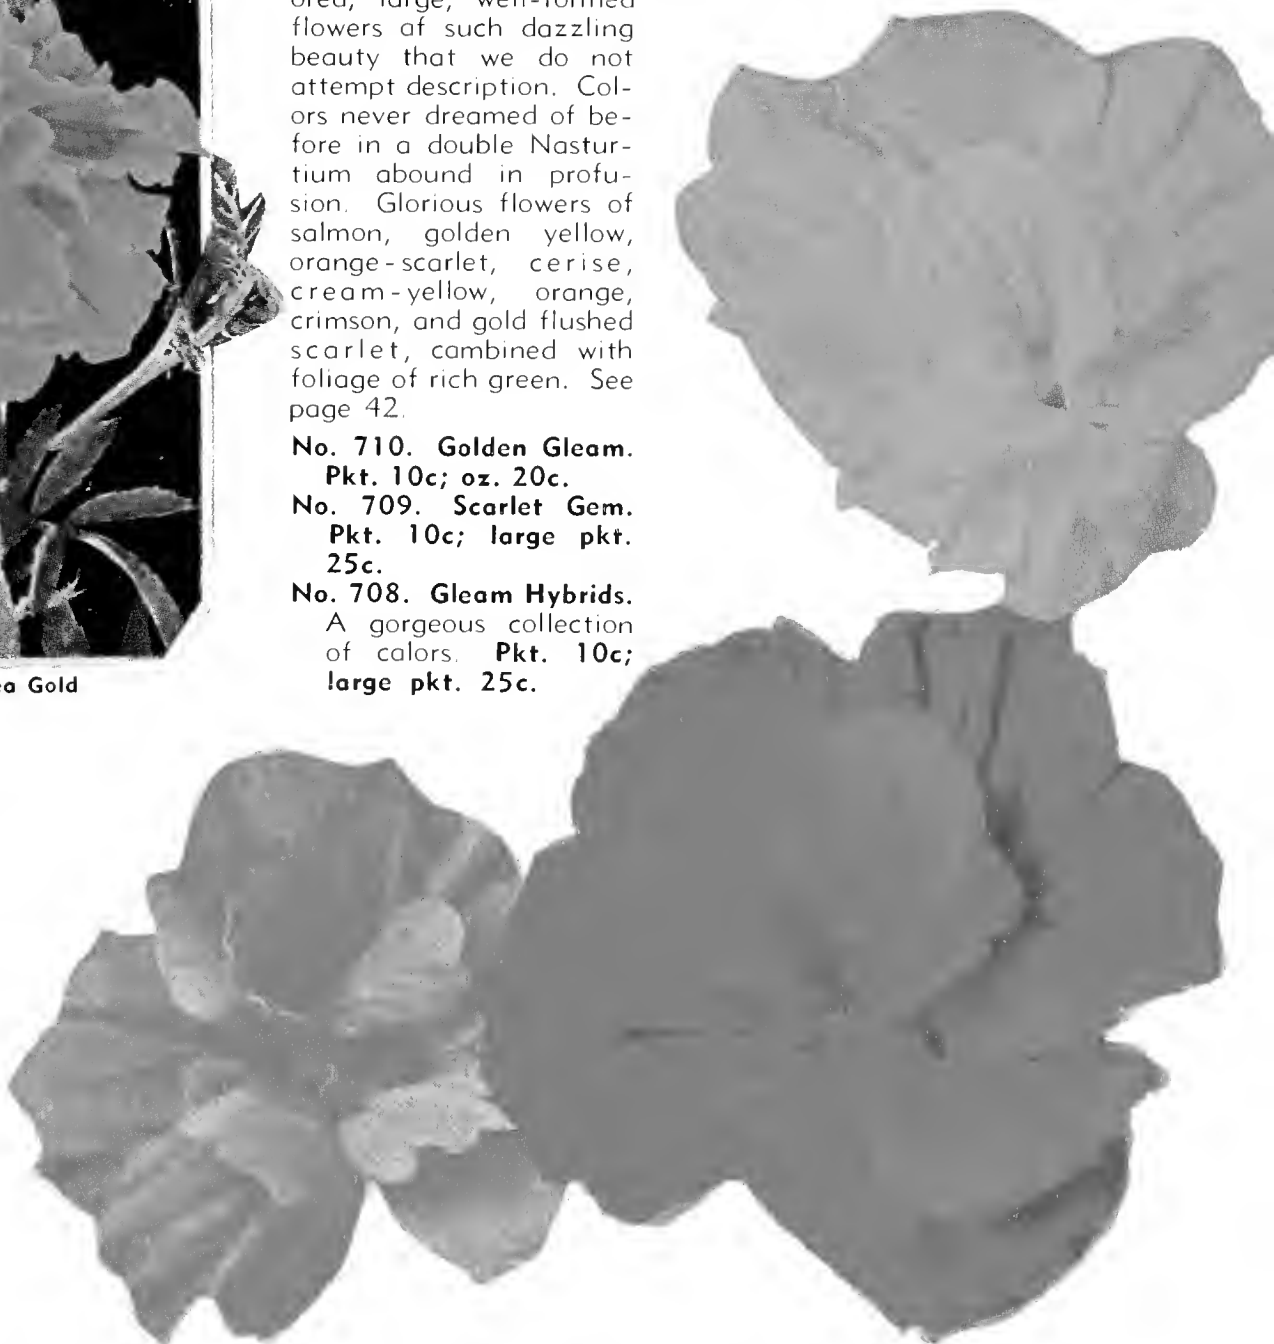 large, well-formed
flowers of such dazzling
beauty that we do not
attempt description. Col-
ors never dreamed of be-
fore in a double Nastur-
tium abound in profu-
sion. Glorious flowers of
salmon, golden yellow,
orange-scarlet, cerise,
cream-yellow, orange,
crimson, and gold flushed
scarlet, combined with
foliage of rich green. See
page 42.
No. 710. Golden Gleam.
Pkt. 10c; oz. 20c.
No. 709. Scarlet Gem.
Pkt. 10c; large pkt.
25c.
No. 708. Gleam Hybrids.
A gorgeous collection
of colors. Pkt. 10c;
large pkt. 25c.
Gold